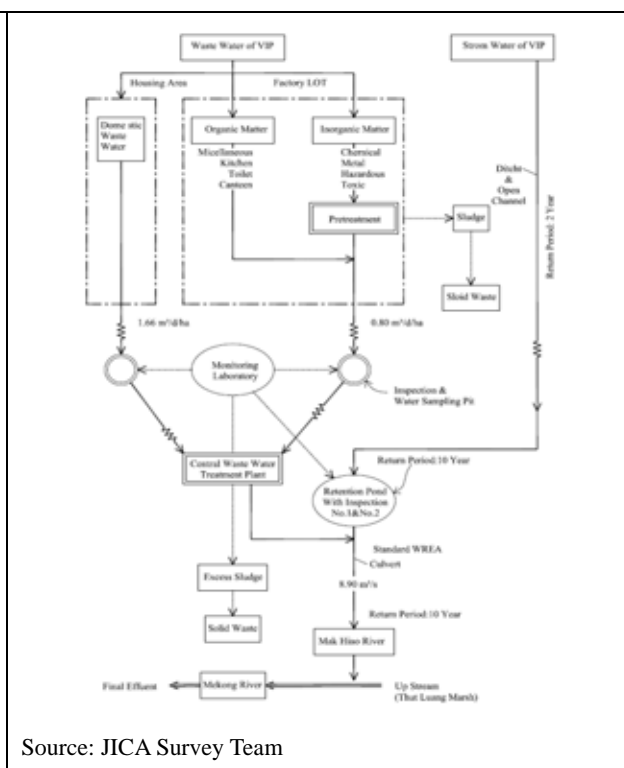 Waste Water of VIP
Strom Water of VIP
Housing Area
Factory LOT
Dome stic
Waste
Water
Organic Matter
Inorganic Matter
Micellaneous
Kitchen
Toilet
Canteen
Chemical
Metal
Hazardous
Toxic
Ditche
&
Open
Channel
Pretreatment
Sludge
Return Period: 2 Year
Sloid Waste
1.66 m³/d/ha
0.80 m³/d/ha
Monitoring
Laboratory
Inspection &
Water Sampling Pit
Central Waste Water
Treatment Plant
Return Period:10 Year
Retention Pond
With Inspection
No.1&No.2
Standard WREA
Culvert
Excess Sludge
8.90 m³/s
Return Period:10 Year
Solid Waste
Mak Hiao River
Final Effluent
Mekong River
Up Stream
(That Luang Marsh)
Source: JICA Survey Team